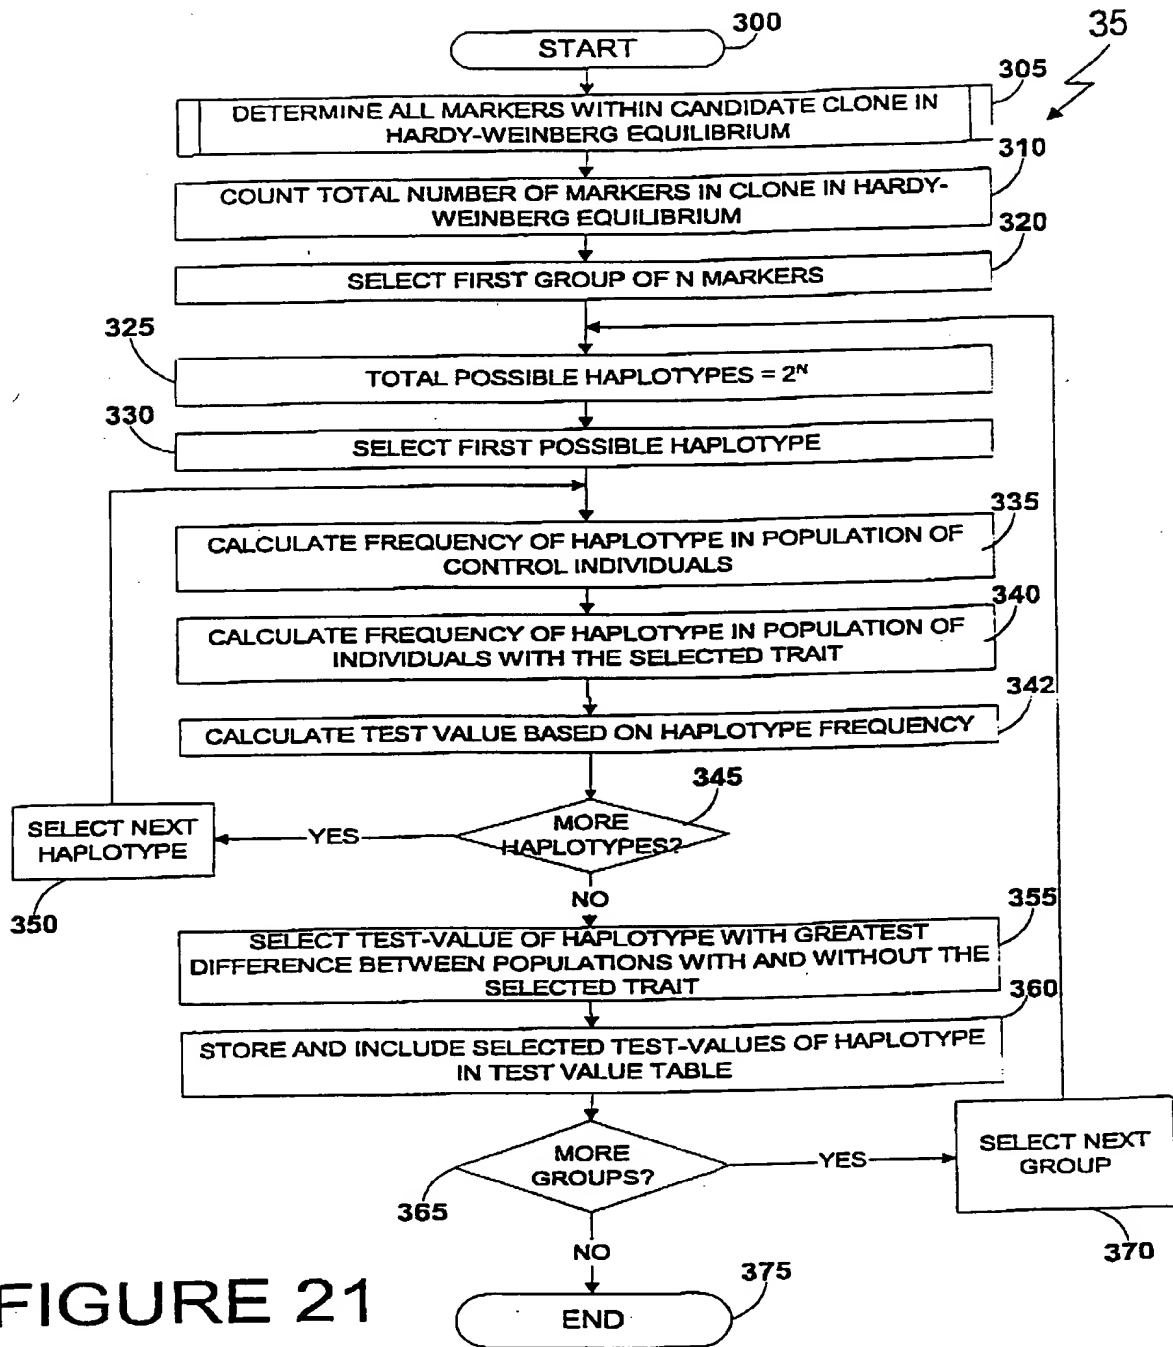 300
START
35
305
DETERMINE ALL MARKERS WITHIN CANDIDATE CLONE IN
HARDY-WEINBERG EQUILIBRIUM
310
COUNT TOTAL NUMBER OF MARKERS IN CLONE IN HARDY-
WEINBERG EQUILIBRIUM
320
SELECT FIRST GROUP OF N MARKERS
325
TOTAL POSSIBLE HAPLOTYPES = 2ᴺ
330
SELECT FIRST POSSIBLE HAPLOTYPE
335
CALCULATE FREQUENCY OF HAPLOTYPE IN POPULATION OF
CONTROL INDIVIDUALS
340
CALCULATE FREQUENCY OF HAPLOTYPE IN POPULATION OF
INDIVIDUALS WITH THE SELECTED TRAIT
342
CALCULATE TEST VALUE BASED ON HAPLOTYPE FREQUENCY
345
MORE
HAPLOTYPES?
YES
SELECT NEXT
HAPLOTYPE
350
NO
355
SELECT TEST-VALUE OF HAPLOTYPE WITH GREATEST
DIFFERENCE BETWEEN POPULATIONS WITH AND WITHOUT THE
SELECTED TRAIT
360
STORE AND INCLUDE SELECTED TEST-VALUES OF HAPLOTYPE
IN TEST VALUE TABLE
MORE
GROUPS?
365
YES
SELECT NEXT
GROUP
370
NO
375
END
FIGURE 21